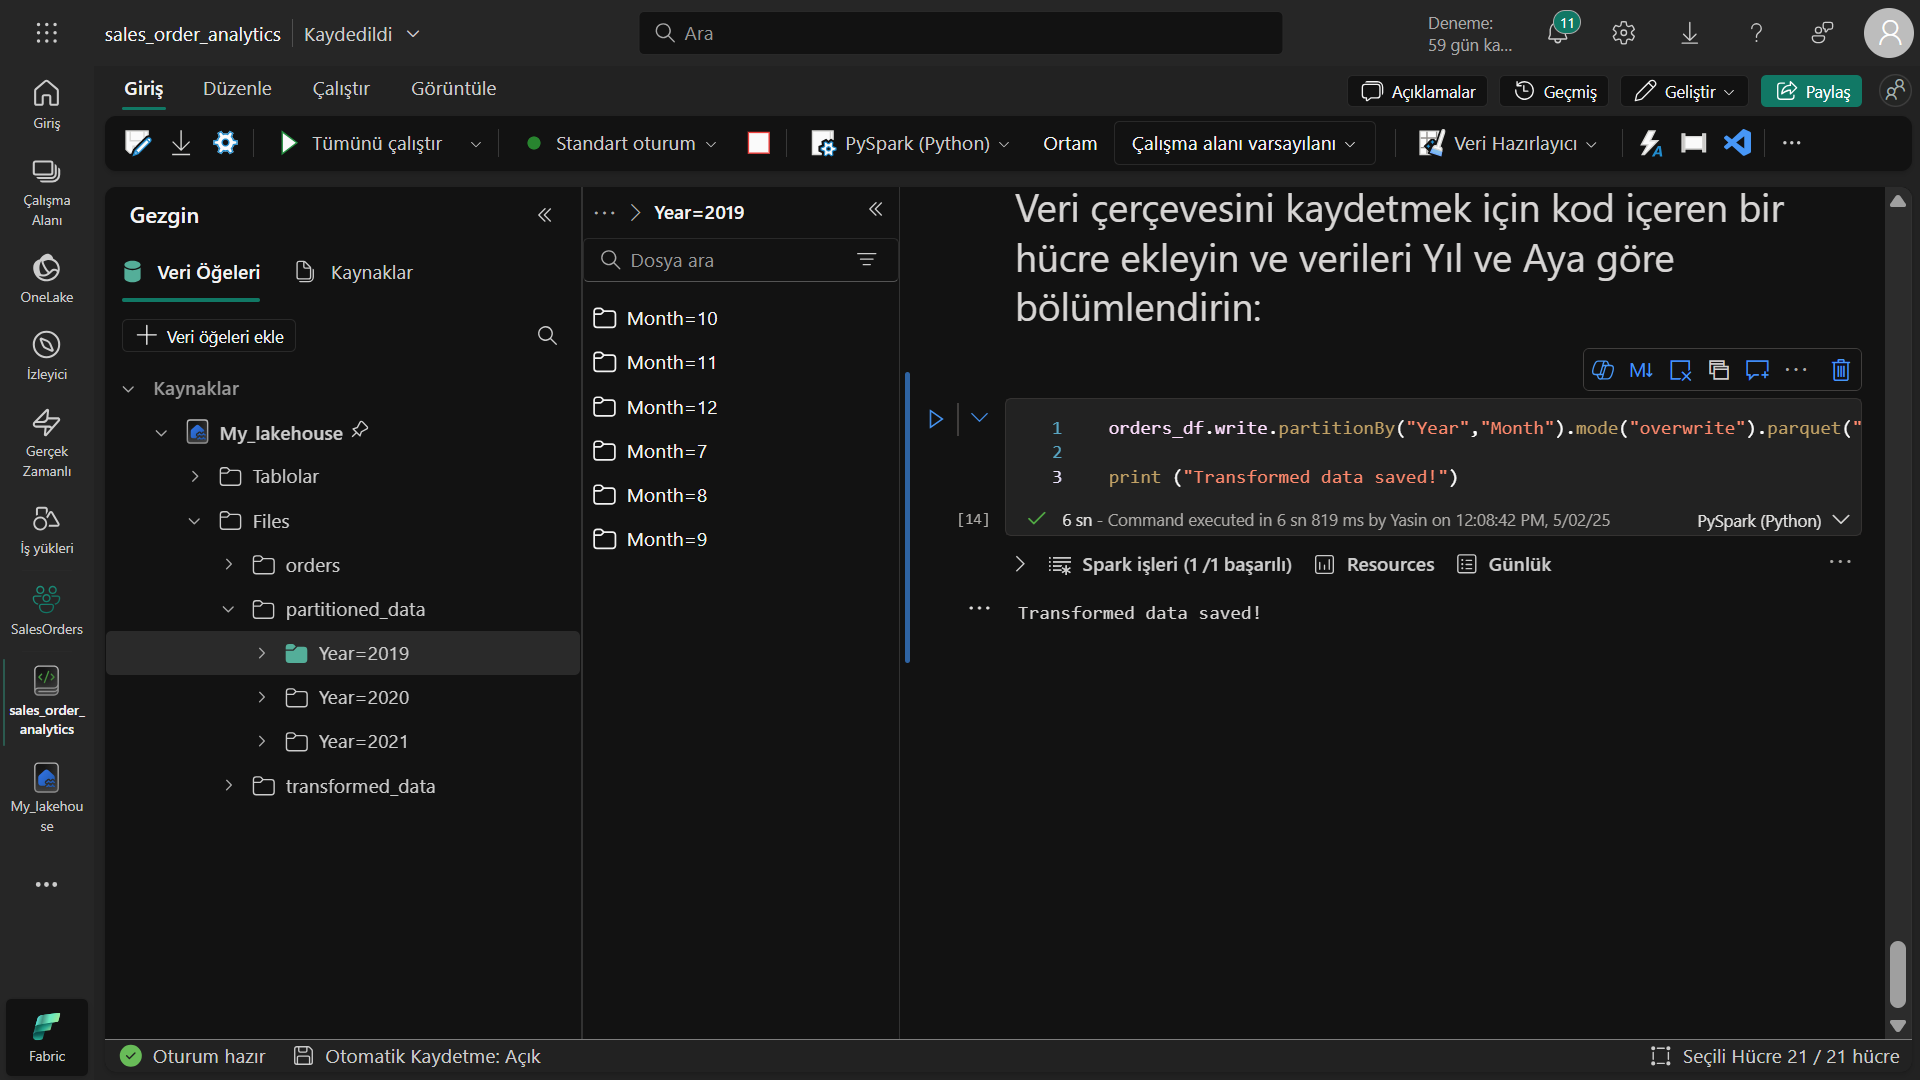 sales_order_analytics
Kaydedildi
Ara
Deneme:
59 gün ka...
11
Giriş
Düzenle
Çalıştır
Görüntüle
Açıklamalar
Geçmiş
Geliştir
Paylaş
Tümünü çalıştır
Standart oturum
PySpark (Python)
Ortam
Çalışma alanı varsayılanı
Veri Hazırlayıcı
Giriş
Çalışma
Alanı
OneLake
İzleyici
Gerçek
Zamanlı
İş yükleri
SalesOrders
sales_order_
analytics
My_lakehou
se
Fabric
Gezgin
Veri Öğeleri
Kaynaklar
Veri öğeleri ekle
Kaynaklar
My_lakehouse
Tablolar
Files
orders
partitioned_data
Year=2019
Year=2020
Year=2021
transformed_data
... > Year=2019
Dosya ara
Month=10
Month=11
Month=12
Month=7
Month=8
Month=9
Veri çerçevesini kaydetmek için kod içeren bir
hücre ekleyin ve verileri Yıl ve Aya göre
bölümlendirin:
M↓
1 orders_df.write.partitionBy("Year","Month").mode("overwrite").parquet("
2
3 print ("Transformed data saved!")
[14]
6 sn - Command executed in 6 sn 819 ms by Yasin on 12:08:42 PM, 5/02/25
PySpark (Python)
Spark işleri (1 /1 başarılı)
Resources
Günlük
Transformed data saved!
Oturum hazır
Otomatik Kaydetme: Açık
Seçili Hücre 21 / 21 hücre